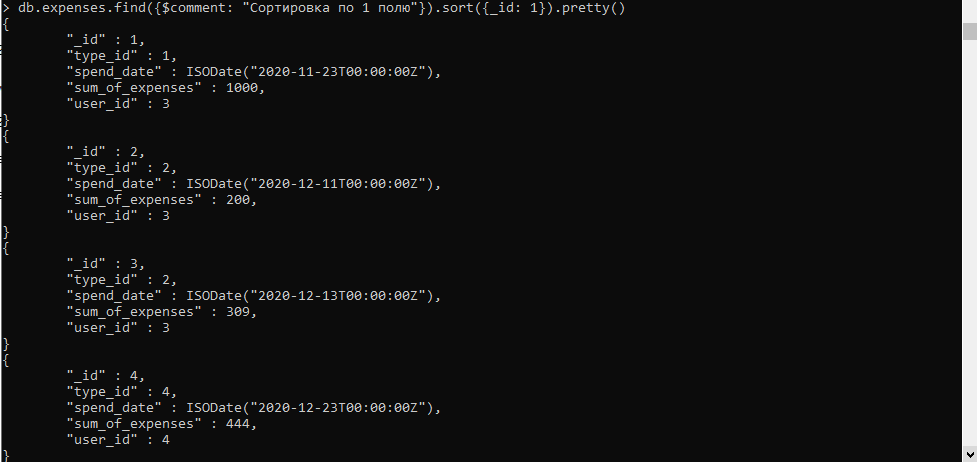 > db.expenses.find({$comment: "Сортировка по 1 полю"}).sort({_id: 1}).pretty()
{
"_id" : 1,
"type_id" : 1,
"spend_date" : ISODate("2020-11-23T00:00:00Z"),
"sum_of_expenses" : 1000,
"user_id" : 3
}
{
"_id" : 2,
"type_id" : 2,
"spend_date" : ISODate("2020-12-11T00:00:00Z"),
"sum_of_expenses" : 200,
"user_id" : 3
}
{
"_id" : 3,
"type_id" : 2,
"spend_date" : ISODate("2020-12-13T00:00:00Z"),
"sum_of_expenses" : 309,
"user_id" : 3
}
{
"_id" : 4,
"type_id" : 4,
"spend_date" : ISODate("2020-12-23T00:00:00Z"),
"sum_of_expenses" : 444,
"user_id" : 4
}